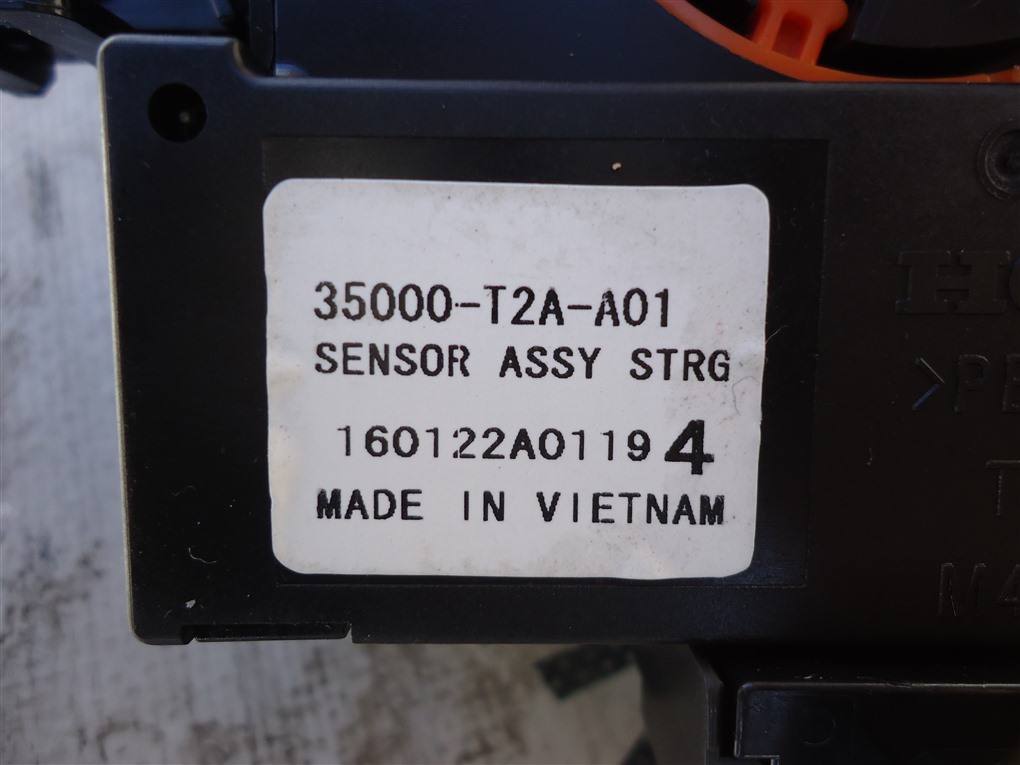 35000-T2A-A01
SENSOR ASSY STRG
160122A0119 4
MADE IN VIETNAM